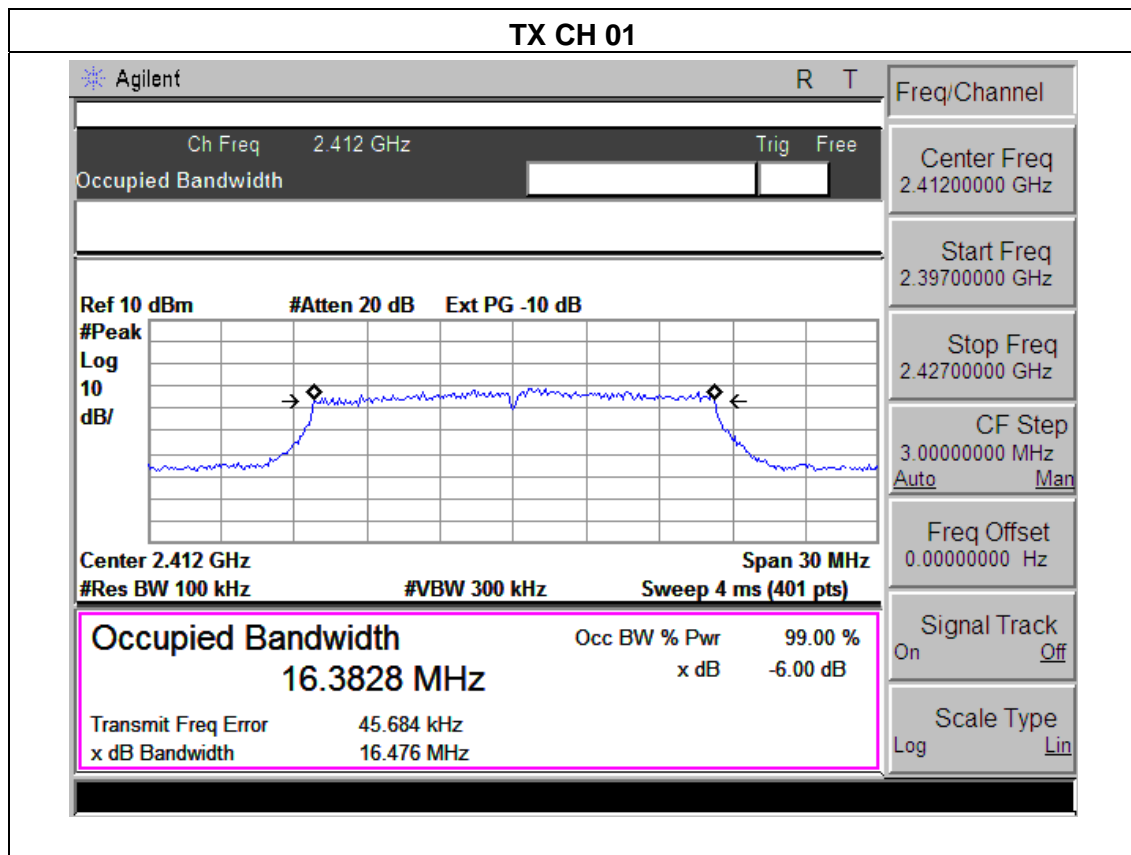 TX CH 01
Agilent R T
Ch Freq 2.412 GHz Trig Free
Occupied Bandwidth
Ref 10 dBm #Atten 20 dB Ext PG -10 dB
#Peak
Log
10
dB/
Center 2.412 GHz Span 30 MHz
#Res BW 100 kHz #VBW 300 kHz Sweep 4 ms (401 pts)
Occupied Bandwidth
16.3828 MHz
Occ BW % Pwr 99.00 %
x dB -6.00 dB
Transmit Freq Error 45.684 kHz
x dB Bandwidth 16.476 MHz
Freq/Channel
Center Freq
2.41200000 GHz
Start Freq
2.39700000 GHz
Stop Freq
2.42700000 GHz
CF Step
3.00000000 MHz
Auto Man
Freq Offset
0.00000000 Hz
Signal Track
On Off
Scale Type
Log Lin